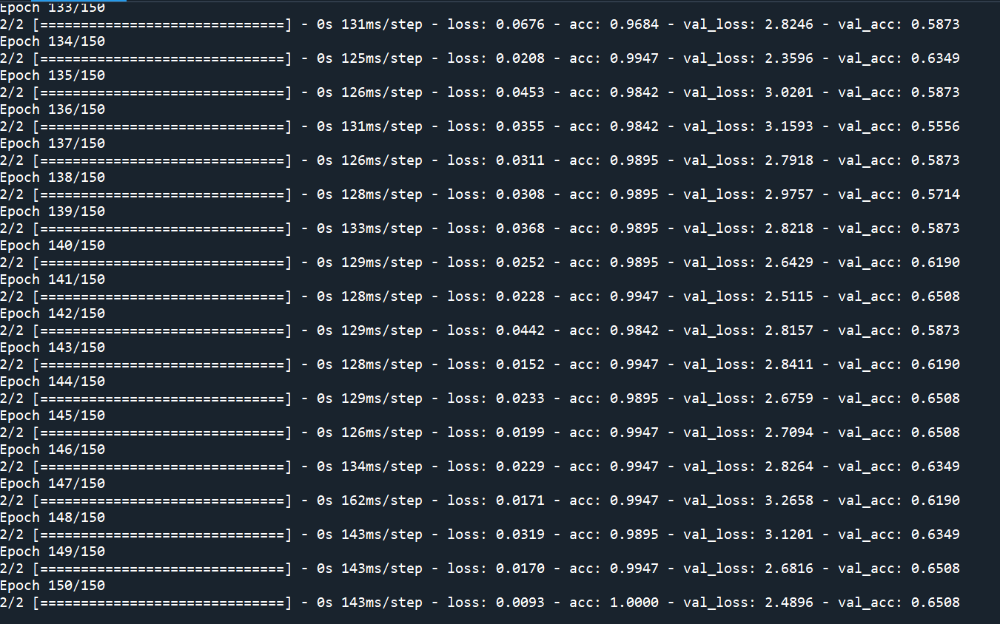 Epoch 133/150
2/2 [==============================] - 0s 131ms/step - loss: 0.0676 - acc: 0.9684 - val_loss: 2.8246 - val_acc: 0.5873
Epoch 134/150
2/2 [==============================] - 0s 125ms/step - loss: 0.0208 - acc: 0.9947 - val_loss: 2.3596 - val_acc: 0.6349
Epoch 135/150
2/2 [==============================] - 0s 126ms/step - loss: 0.0453 - acc: 0.9842 - val_loss: 3.0201 - val_acc: 0.5873
Epoch 136/150
2/2 [==============================] - 0s 131ms/step - loss: 0.0355 - acc: 0.9842 - val_loss: 3.1593 - val_acc: 0.5556
Epoch 137/150
2/2 [==============================] - 0s 126ms/step - loss: 0.0311 - acc: 0.9895 - val_loss: 2.7918 - val_acc: 0.5873
Epoch 138/150
2/2 [==============================] - 0s 128ms/step - loss: 0.0308 - acc: 0.9895 - val_loss: 2.9757 - val_acc: 0.5714
Epoch 139/150
2/2 [==============================] - 0s 133ms/step - loss: 0.0368 - acc: 0.9895 - val_loss: 2.8218 - val_acc: 0.5873
Epoch 140/150
2/2 [==============================] - 0s 129ms/step - loss: 0.0252 - acc: 0.9895 - val_loss: 2.6429 - val_acc: 0.6190
Epoch 141/150
2/2 [==============================] - 0s 128ms/step - loss: 0.0228 - acc: 0.9947 - val_loss: 2.5115 - val_acc: 0.6508
Epoch 142/150
2/2 [==============================] - 0s 129ms/step - loss: 0.0442 - acc: 0.9842 - val_loss: 2.8157 - val_acc: 0.5873
Epoch 143/150
2/2 [==============================] - 0s 128ms/step - loss: 0.0152 - acc: 0.9947 - val_loss: 2.8411 - val_acc: 0.6190
Epoch 144/150
2/2 [==============================] - 0s 129ms/step - loss: 0.0233 - acc: 0.9895 - val_loss: 2.6759 - val_acc: 0.6508
Epoch 145/150
2/2 [==============================] - 0s 126ms/step - loss: 0.0199 - acc: 0.9947 - val_loss: 2.7094 - val_acc: 0.6508
Epoch 146/150
2/2 [==============================] - 0s 134ms/step - loss: 0.0229 - acc: 0.9947 - val_loss: 2.8264 - val_acc: 0.6349
Epoch 147/150
2/2 [==============================] - 0s 162ms/step - loss: 0.0171 - acc: 0.9947 - val_loss: 3.2658 - val_acc: 0.6190
Epoch 148/150
2/2 [==============================] - 0s 143ms/step - loss: 0.0319 - acc: 0.9895 - val_loss: 3.1201 - val_acc: 0.6349
Epoch 149/150
2/2 [==============================] - 0s 143ms/step - loss: 0.0170 - acc: 0.9947 - val_loss: 2.6816 - val_acc: 0.6508
Epoch 150/150
2/2 [==============================] - 0s 143ms/step - loss: 0.0093 - acc: 1.0000 - val_loss: 2.4896 - val_acc: 0.6508